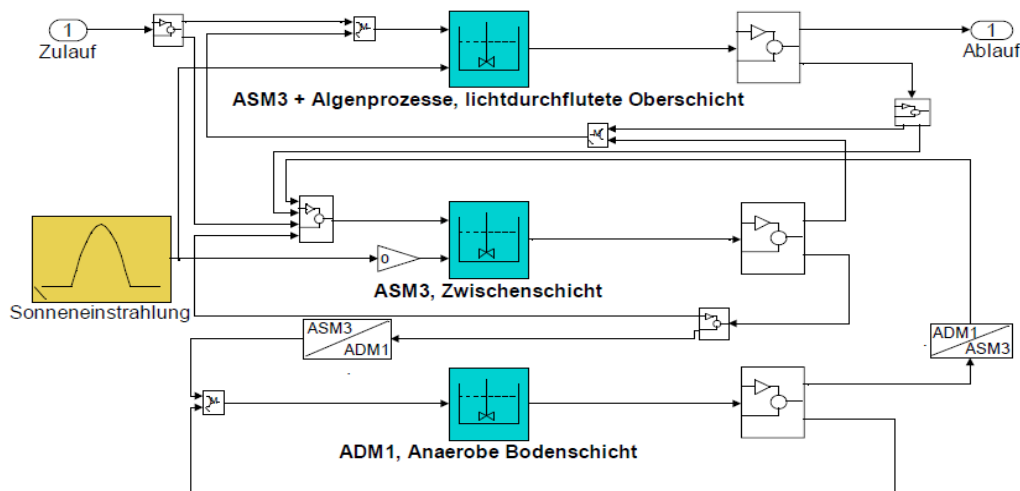 1
Zulauf
M
1
Ablauf
ASM3 + Algenprozesse, lichtdurchflutete Oberschicht
M
0
ASM3, Zwischenschicht
Sonneneinstrahlung
ASM3
ADM1
ADM1
ASM3
M
ADM1, Anaerobe Bodenschicht